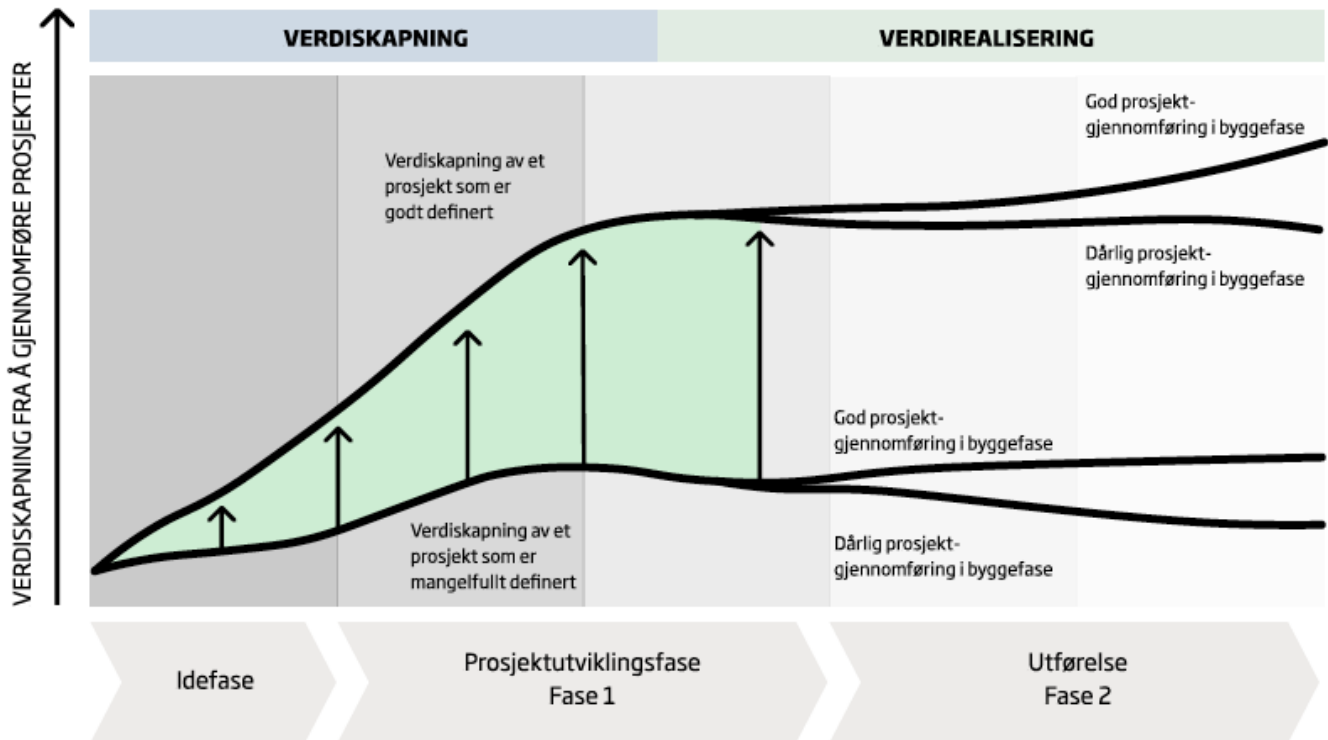 VERDISKAPNING
VERDIREALISERING
VERDISKAPNING FRA Å GJENNOMFØRE PROSJEKTER
God prosjekt-
gjennomføring i byggefase
Verdiskapning av et
prosjekt som er
godt definert
Dårlig prosjekt-
gjennomføring i byggefase
God prosjekt-
gjennomføring i byggefase
Verdiskapning av et
prosjekt som er
mangelfullt definert
Dårlig prosjekt-
gjennomføring i byggefase
Idefase
Prosjektutviklingsfase
Fase 1
Utførelse
Fase 2